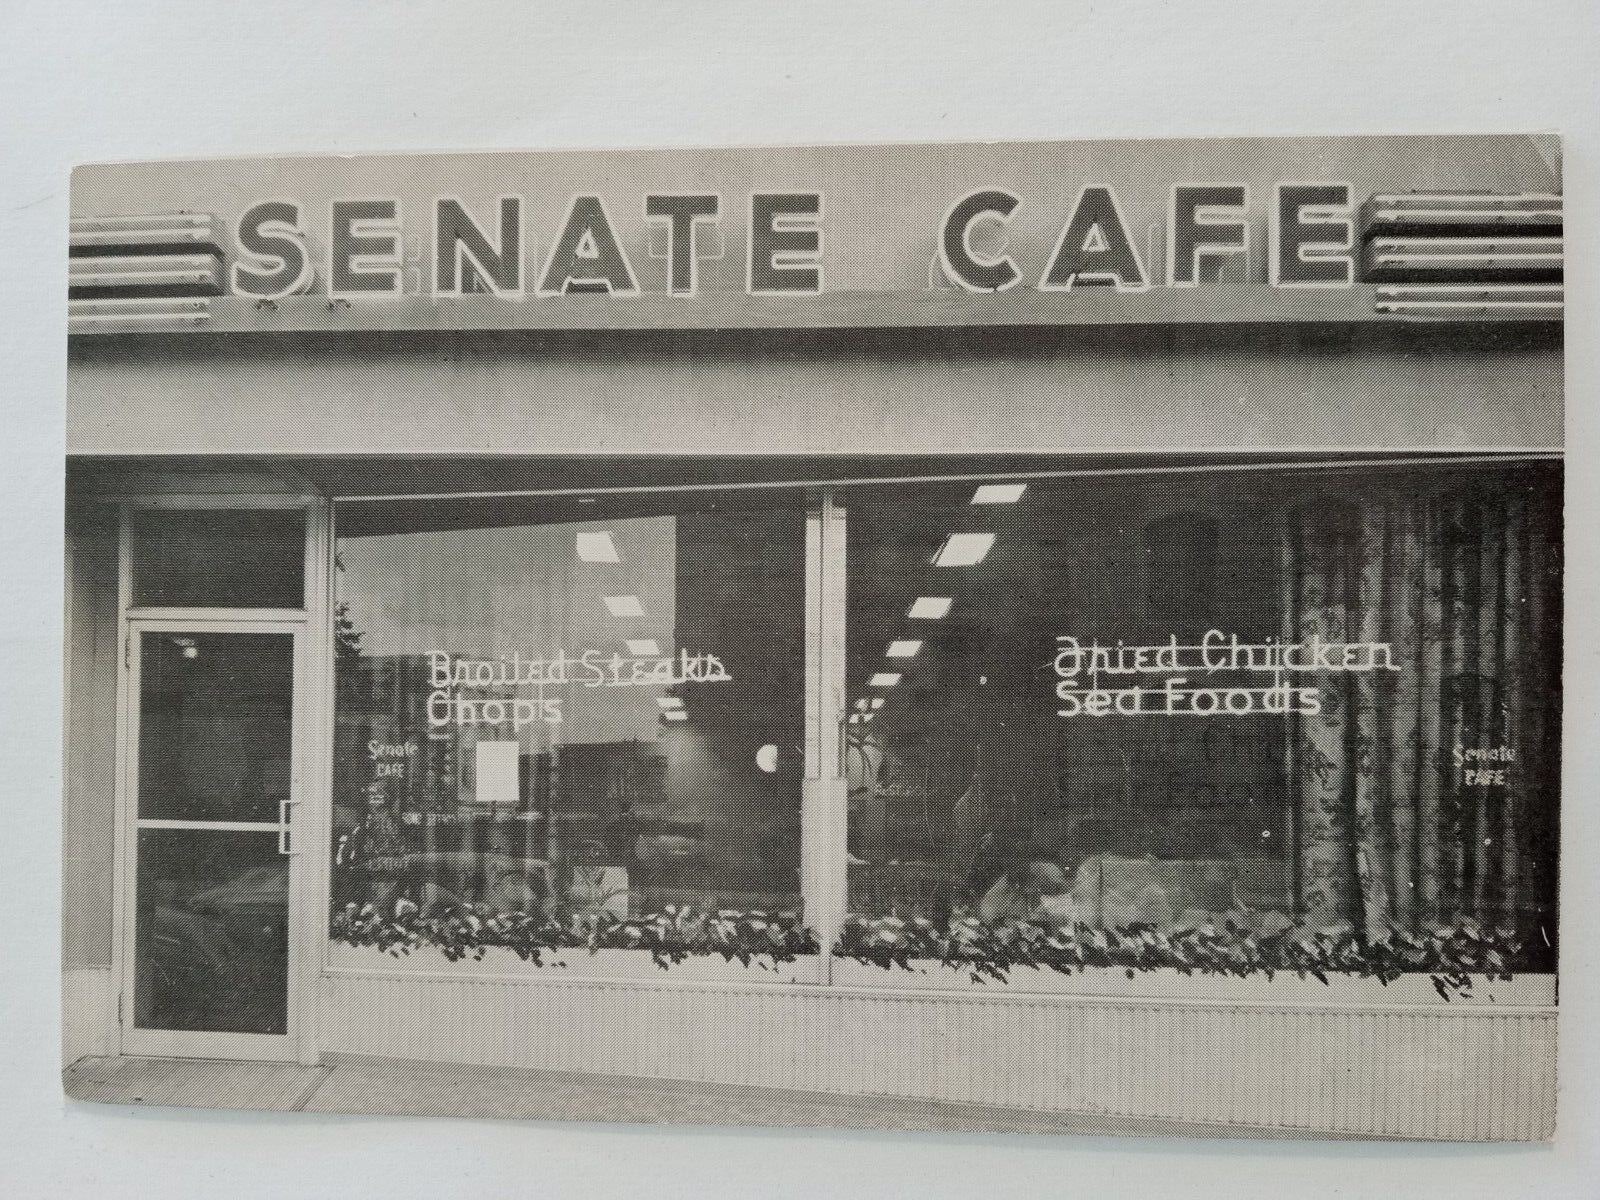 SENATE CAFE
Broiled Steaks
Chops
Fried Chicken
Sea Foods
Senate
CAFE
Senate
CAFE